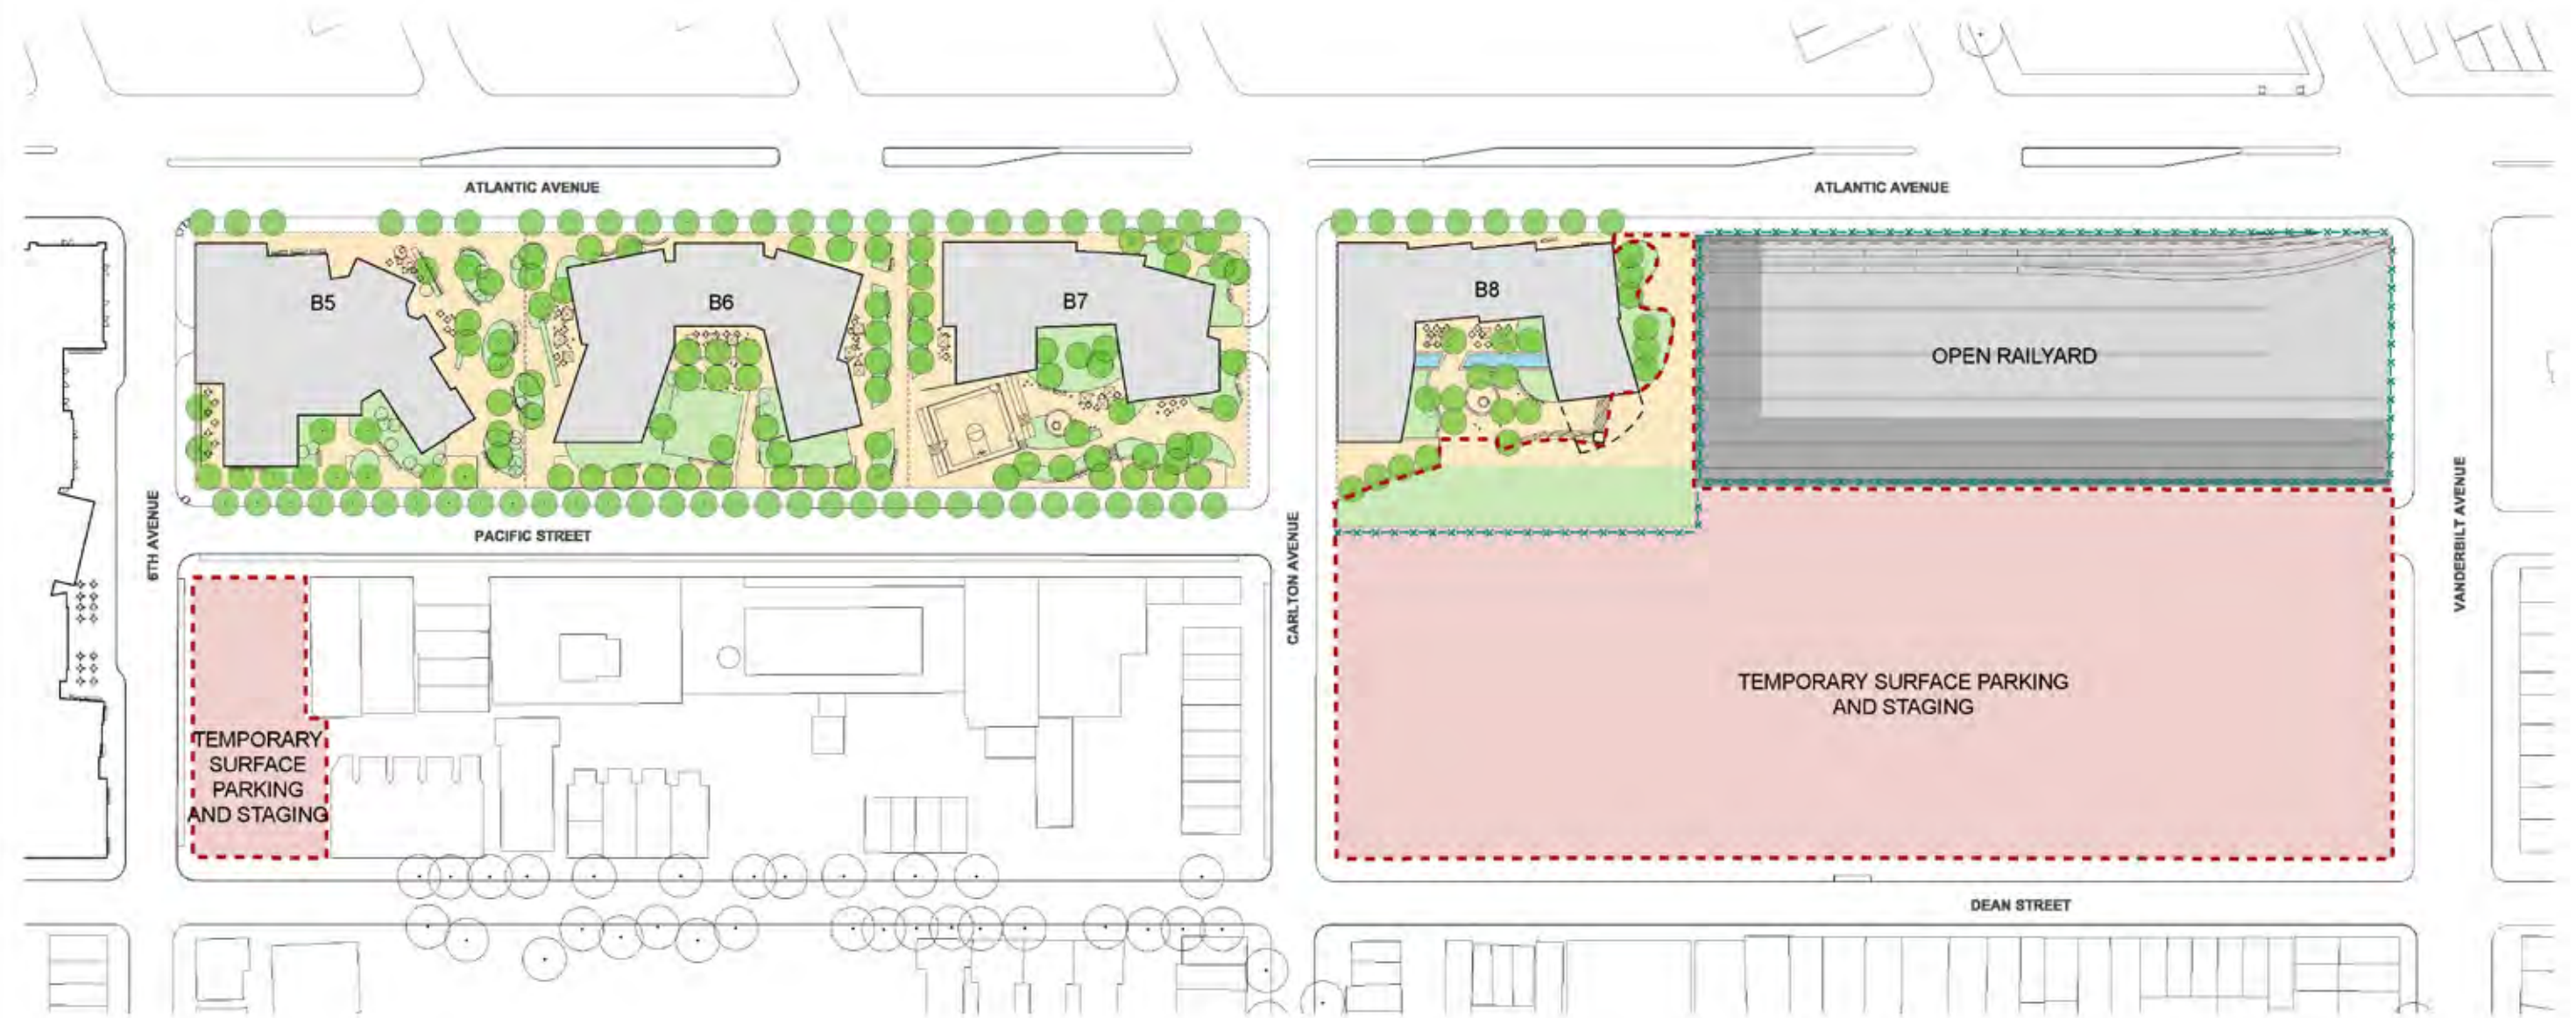 ATLANTIC AVENUE
ATLANTIC AVENUE
B5
B6
B7
B8
OPEN RAILYARD
6TH AVENUE
PACIFIC STREET
CARLTON AVENUE
VANDERBILT AVENUE
TEMPORARY
SURFACE
PARKING
AND STAGING
TEMPORARY SURFACE PARKING
AND STAGING
DEAN STREET